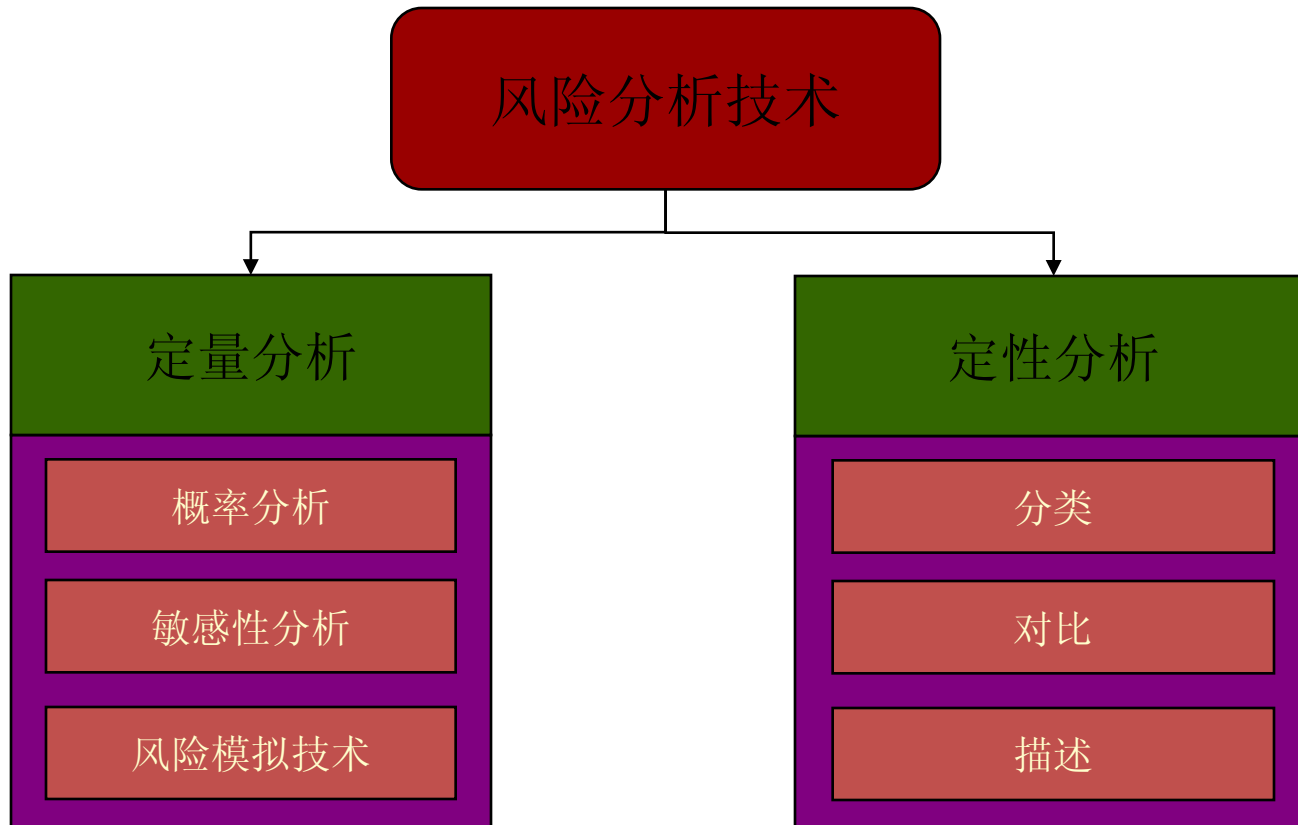 风险分析技术
定量分析
概率分析
敏感性分析
风险模拟技术
定性分析
分类
对比
描述